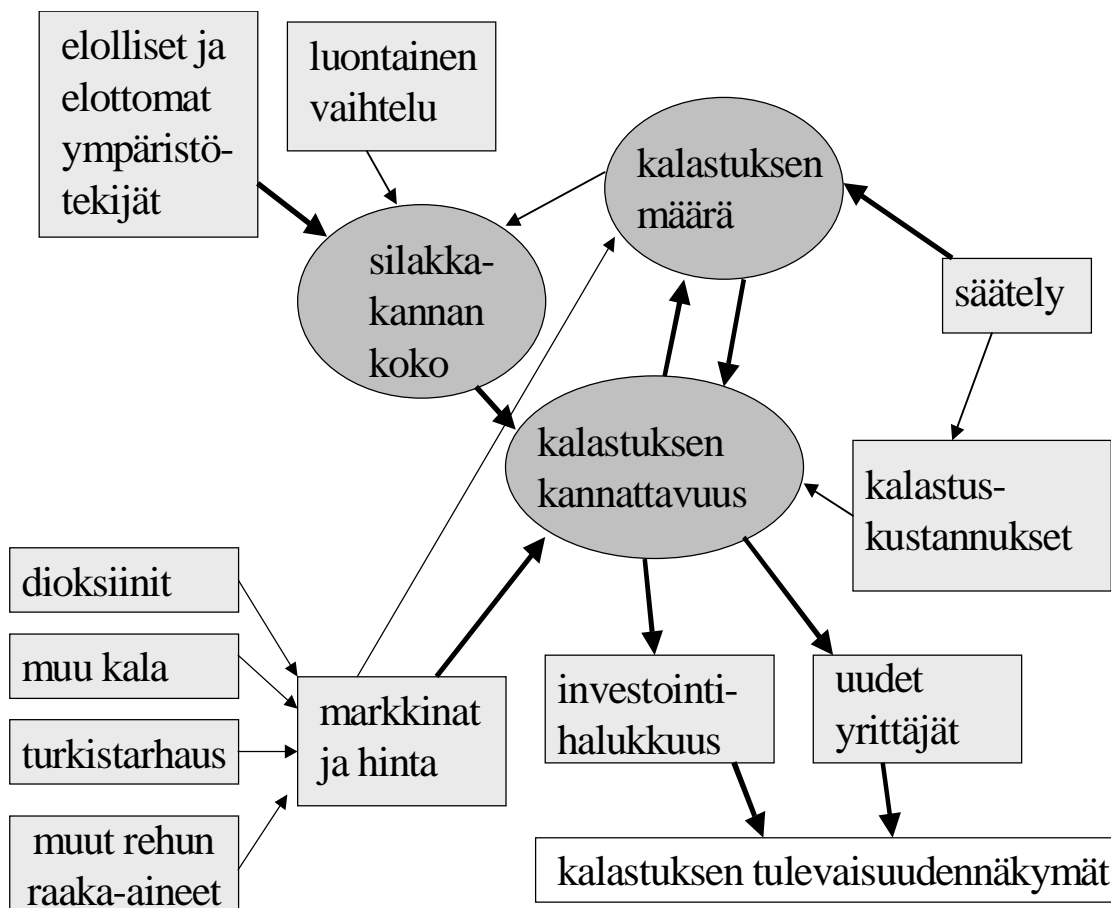 elolliset ja
elottomat
ympäristö-
tekijät
luontainen
vaihtelu
kalastuksen
määrä
silakka-
kannan
koko
säätely
kalastuksen
kannattavuus
kalastus-
kustannukset
dioksiinit
muu kala
turkistarhaus
muut rehun
raaka-aineet
markkinat
ja hinta
investointi-
halukkuus
uudet
yrittäjät
kalastuksen tulevaisuudennäkymät